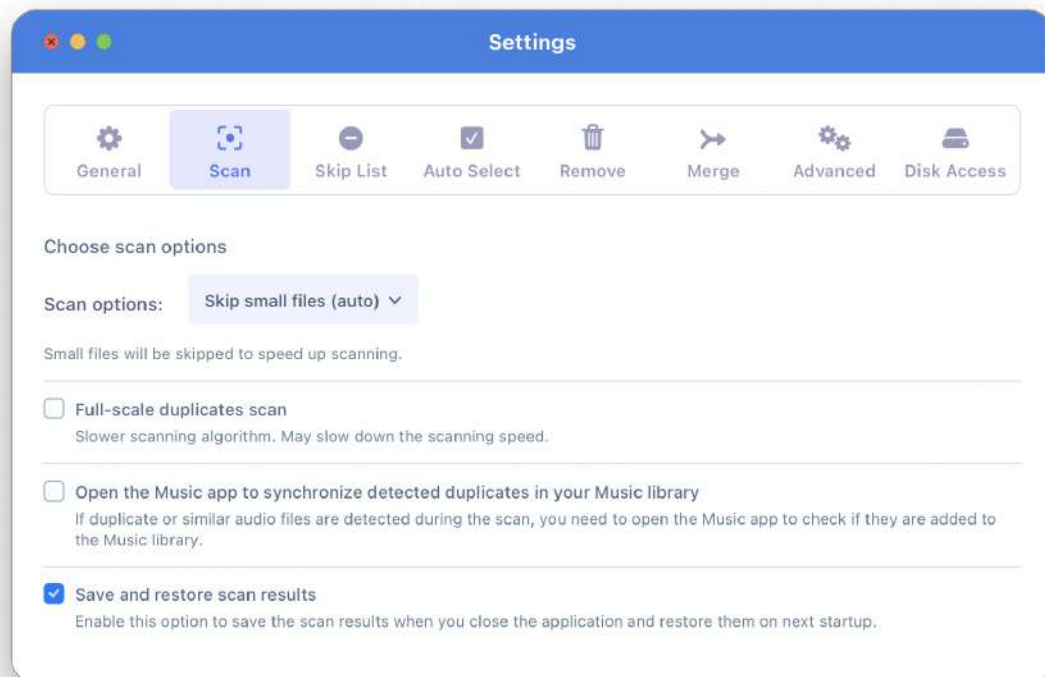 Settings
General
Scan
Skip List
Auto Select
Remove
Merge
Advanced
Disk Access
Choose scan options
Scan options:
Skip small files (auto)
Small files will be skipped to speed up scanning.
Full-scale duplicates scan
Slower scanning algorithm. May slow down the scanning speed.
Open the Music app to synchronize detected duplicates in your Music library
If duplicate or similar audio files are detected during the scan, you need to open the Music app to check if they are added to
the Music library.
Save and restore scan results
Enable this option to save the scan results when you close the application and restore them on next startup.